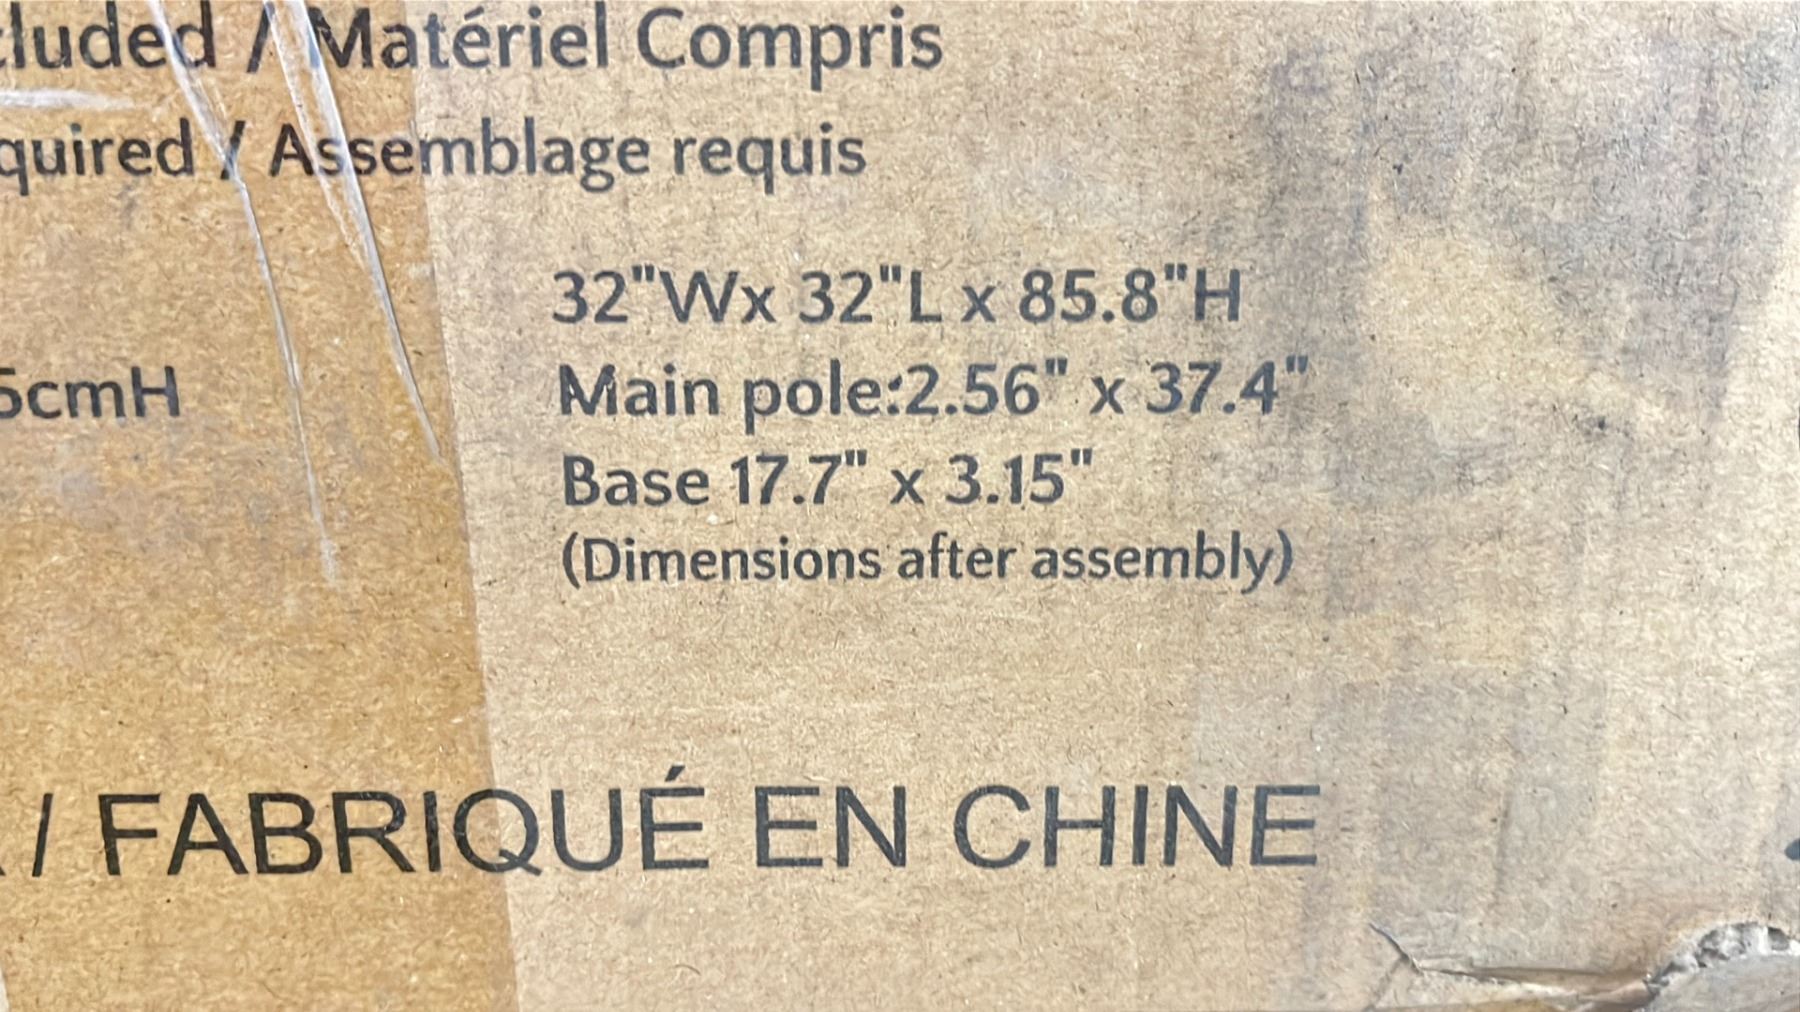 cluded / Matériel Compris
quired / Assemblage requis
32"Wx 32"L x 85.8"H
5cmH
Main pole:2.56" x 37.4"
Base 17.7" x 3.15"
(Dimensions after assembly)
/ FABRIQUÉ EN CHINE